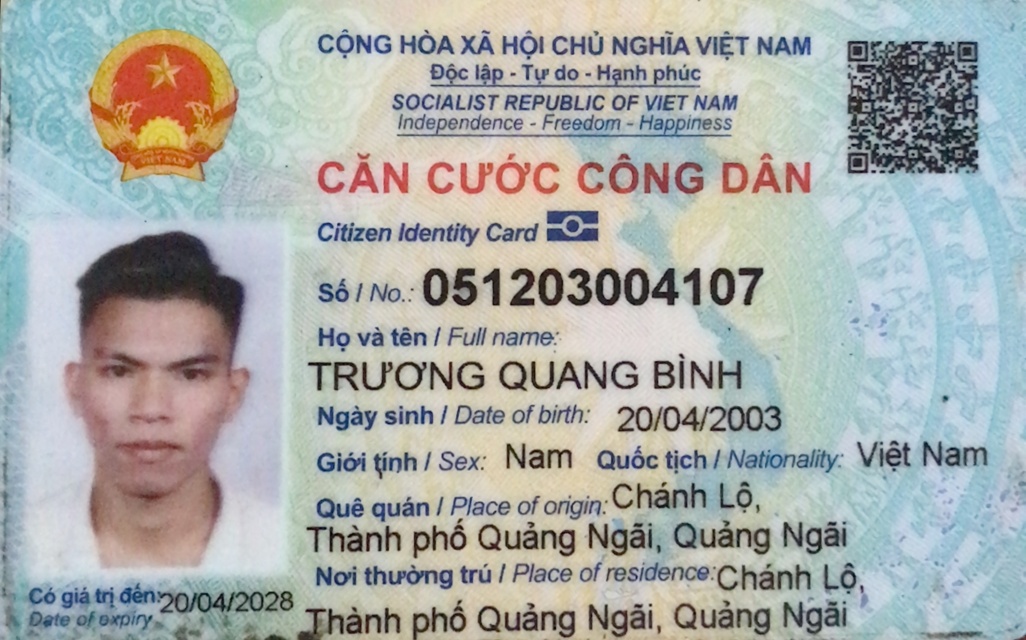 CỘNG HÒA XÃ HỘI CHỦ NGHĨA VIỆT NAM
Độc lập - Tự do - Hạnh phúc
SOCIALIST REPUBLIC OF VIET NAM
Independence - Freedom - Happiness
VIỆT NAM
CĂN CƯỚC CÔNG DÂN
Citizen Identity Card
Số / No.: 051203004107
Họ và tên / Full name:
TRƯƠNG QUANG BÌNH
Ngày sinh / Date of birth: 20/04/2003
Giới tính / Sex: Nam Quốc tịch / Nationality: Việt Nam
Quê quán / Place of origin: Chánh Lộ,
Thành phố Quảng Ngãi, Quảng Ngãi
Nơi thường trú / Place of residence: Chánh Lộ,
Thành phố Quảng Ngãi, Quảng Ngãi
Có giá trị đến: 20/04/2028
Date of expiry